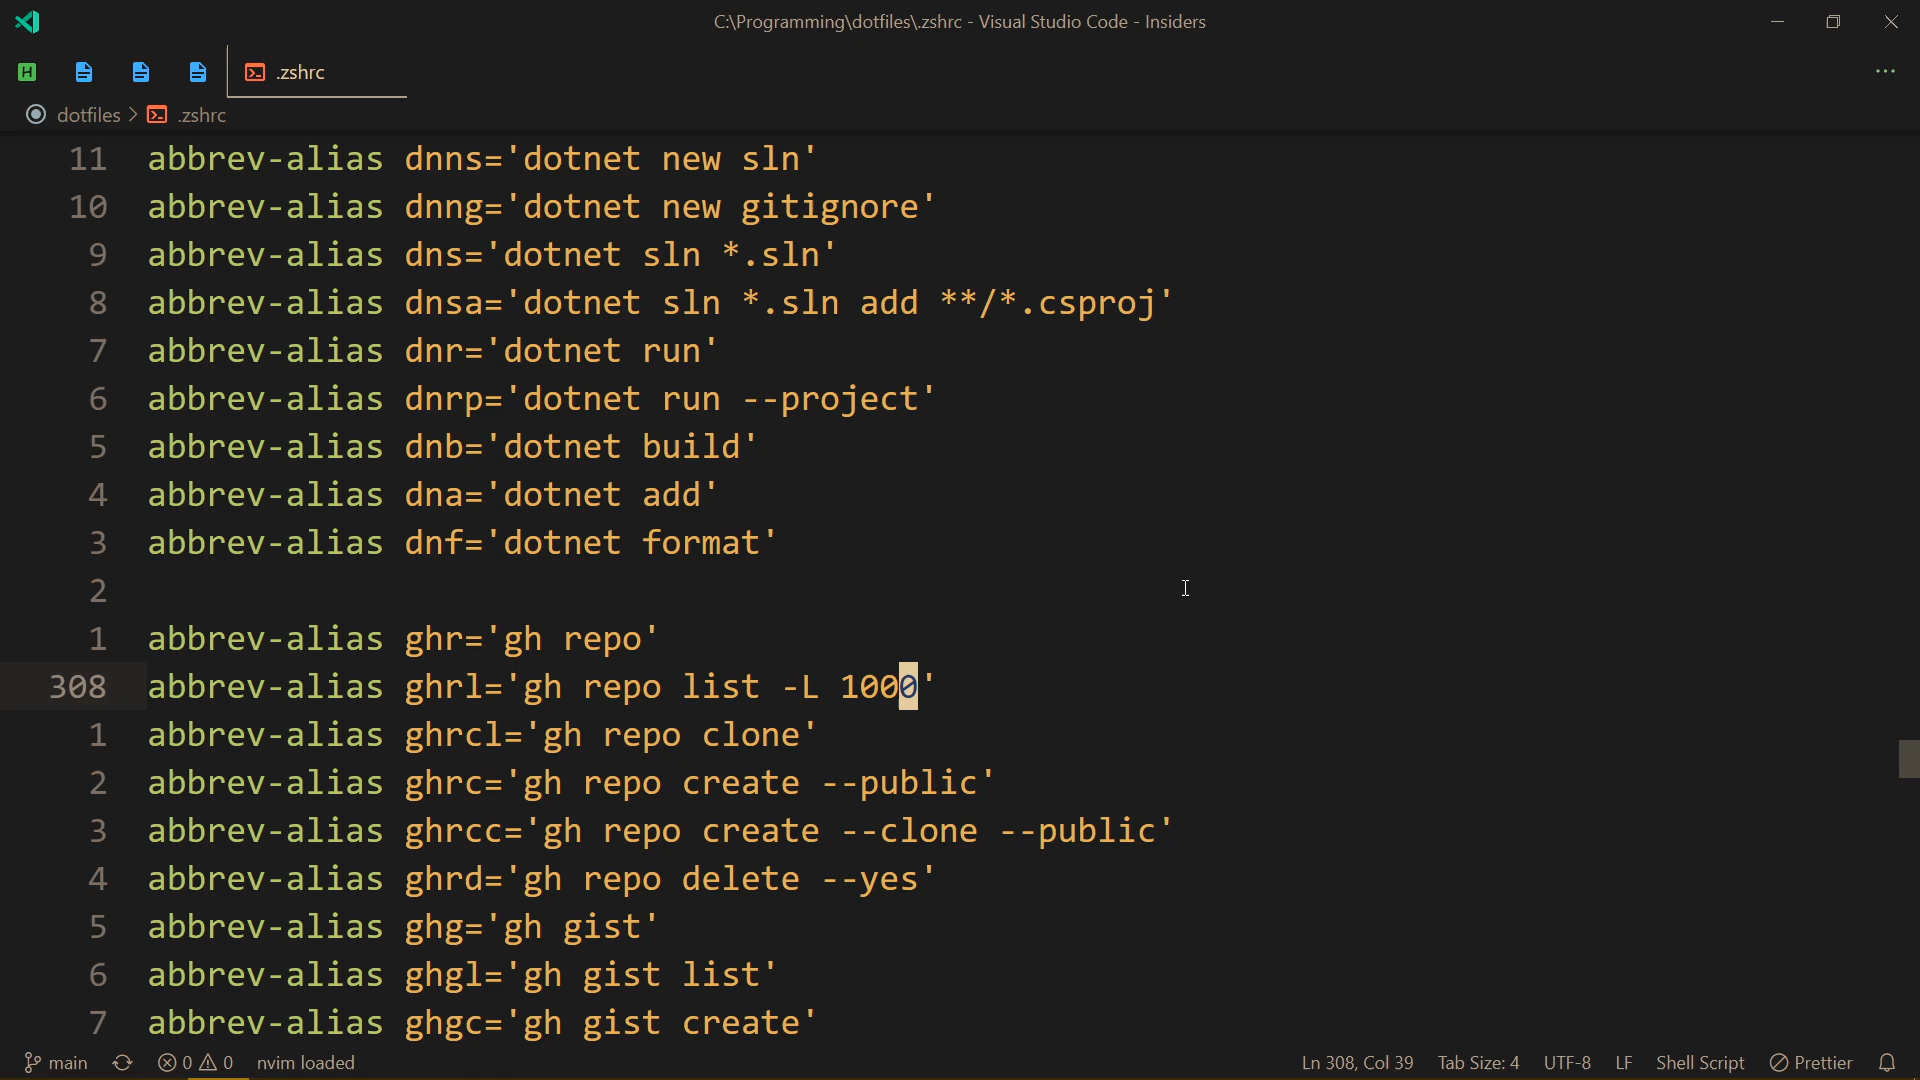 C:\Programming\dotfiles\.zshrc - Visual Studio Code - Insiders
H
.zshrc
dotfiles > .zshrc
11 abbrev-alias dnns='dotnet new sln'
10 abbrev-alias dnng='dotnet new gitignore'
9 abbrev-alias dns='dotnet sln *.sln'
8 abbrev-alias dnsa='dotnet sln *.sln add **/*.csproj'
7 abbrev-alias dnr='dotnet run'
6 abbrev-alias dnrp='dotnet run --project'
5 abbrev-alias dnb='dotnet build'
4 abbrev-alias dna='dotnet add'
3 abbrev-alias dnf='dotnet format'
2
1 abbrev-alias ghr='gh repo'
308 abbrev-alias ghrl='gh repo list -L 1000'
1 abbrev-alias ghrcl='gh repo clone'
2 abbrev-alias ghrc='gh repo create --public'
3 abbrev-alias ghrcc='gh repo create --clone --public'
4 abbrev-alias ghrd='gh repo delete --yes'
5 abbrev-alias ghg='gh gist'
6 abbrev-alias ghgl='gh gist list'
7 abbrev-alias ghgc='gh gist create'
main 0 0 nvim loaded Ln 308, Col 39 Tab Size: 4 UTF-8 LF Shell Script Prettier